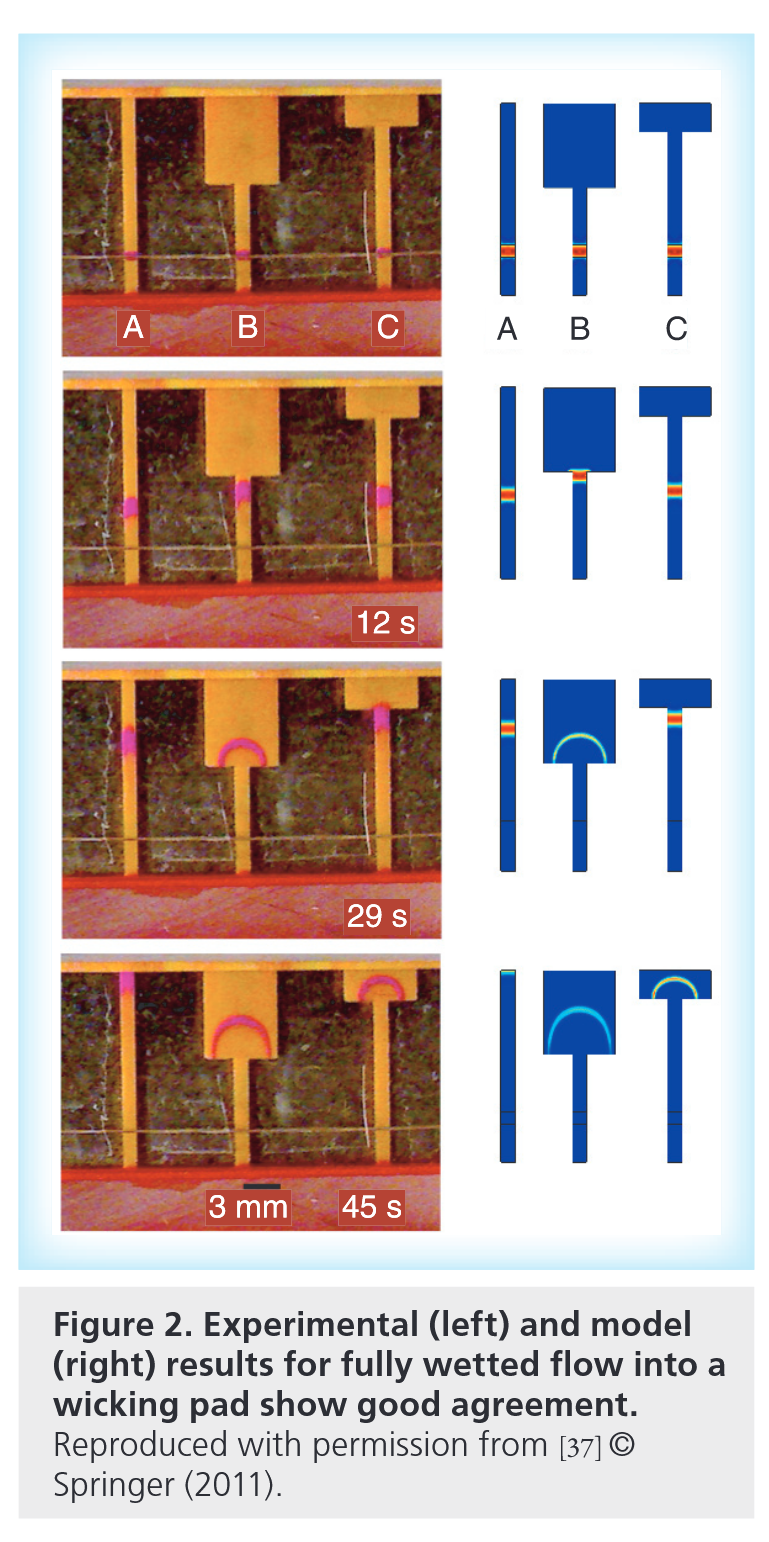 A B C
A B C
12 s
29 s
3 mm 45 s
Figure 2. Experimental (left) and model
(right) results for fully wetted flow into a
wicking pad show good agreement.
Reproduced with permission from [37] ©
Springer (2011).